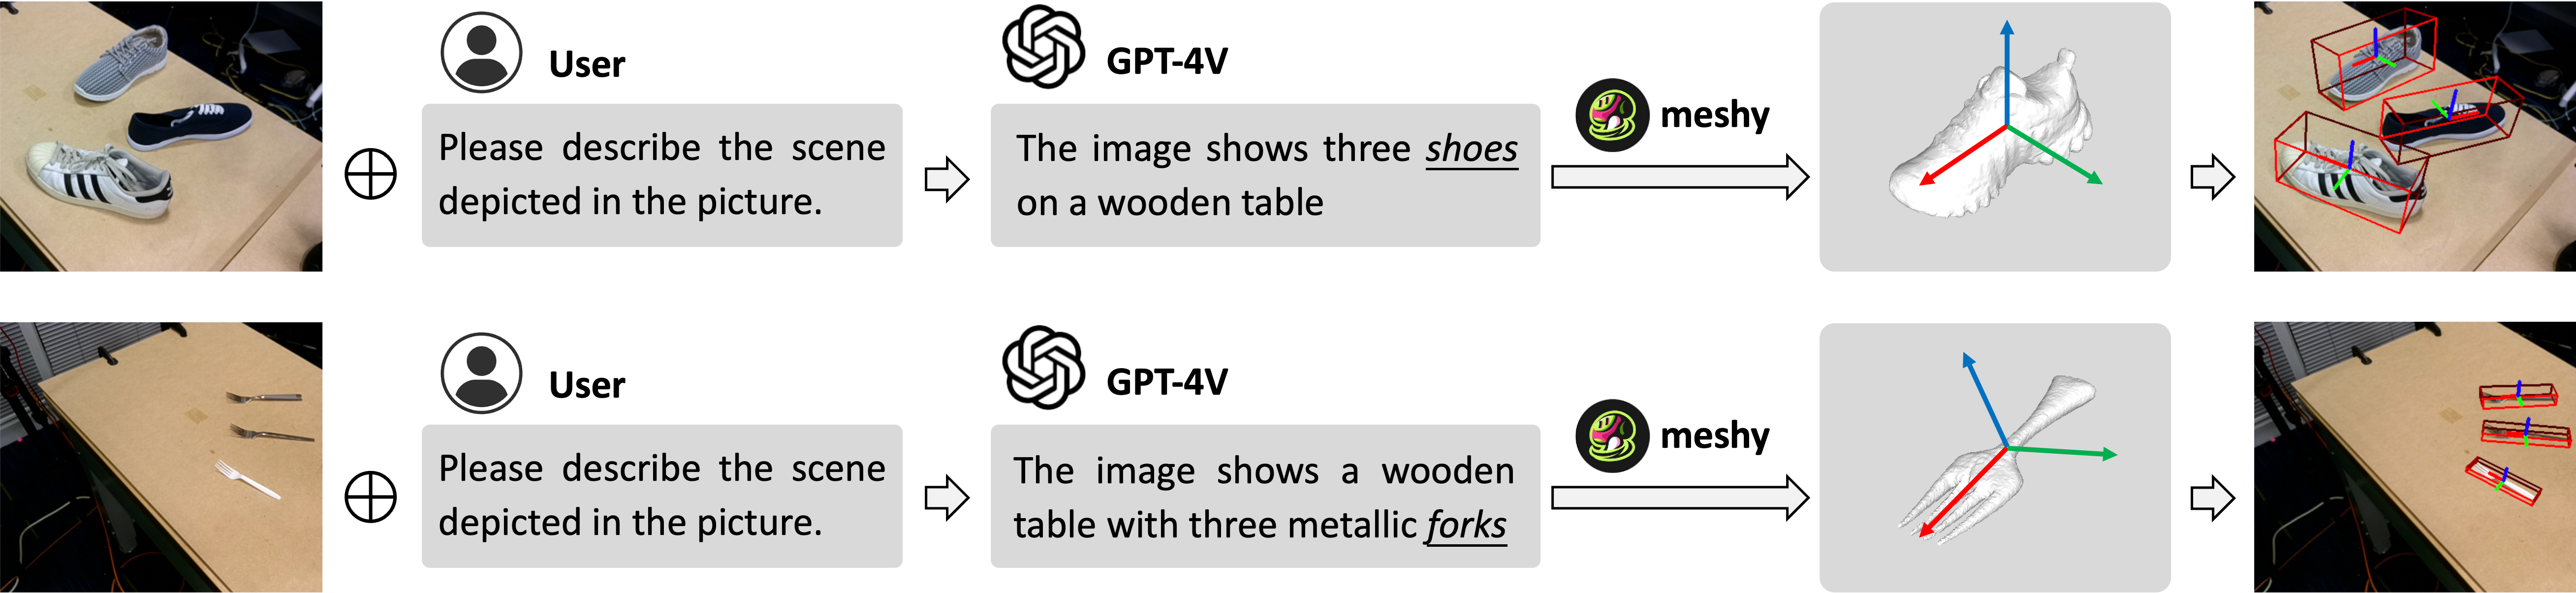 User
GPT-4V
Please describe the scene
depicted in the picture.
The image shows three shoes
on a wooden table
meshy
User
GPT-4V
Please describe the scene
depicted in the picture.
The image shows a wooden
table with three metallic forks
meshy